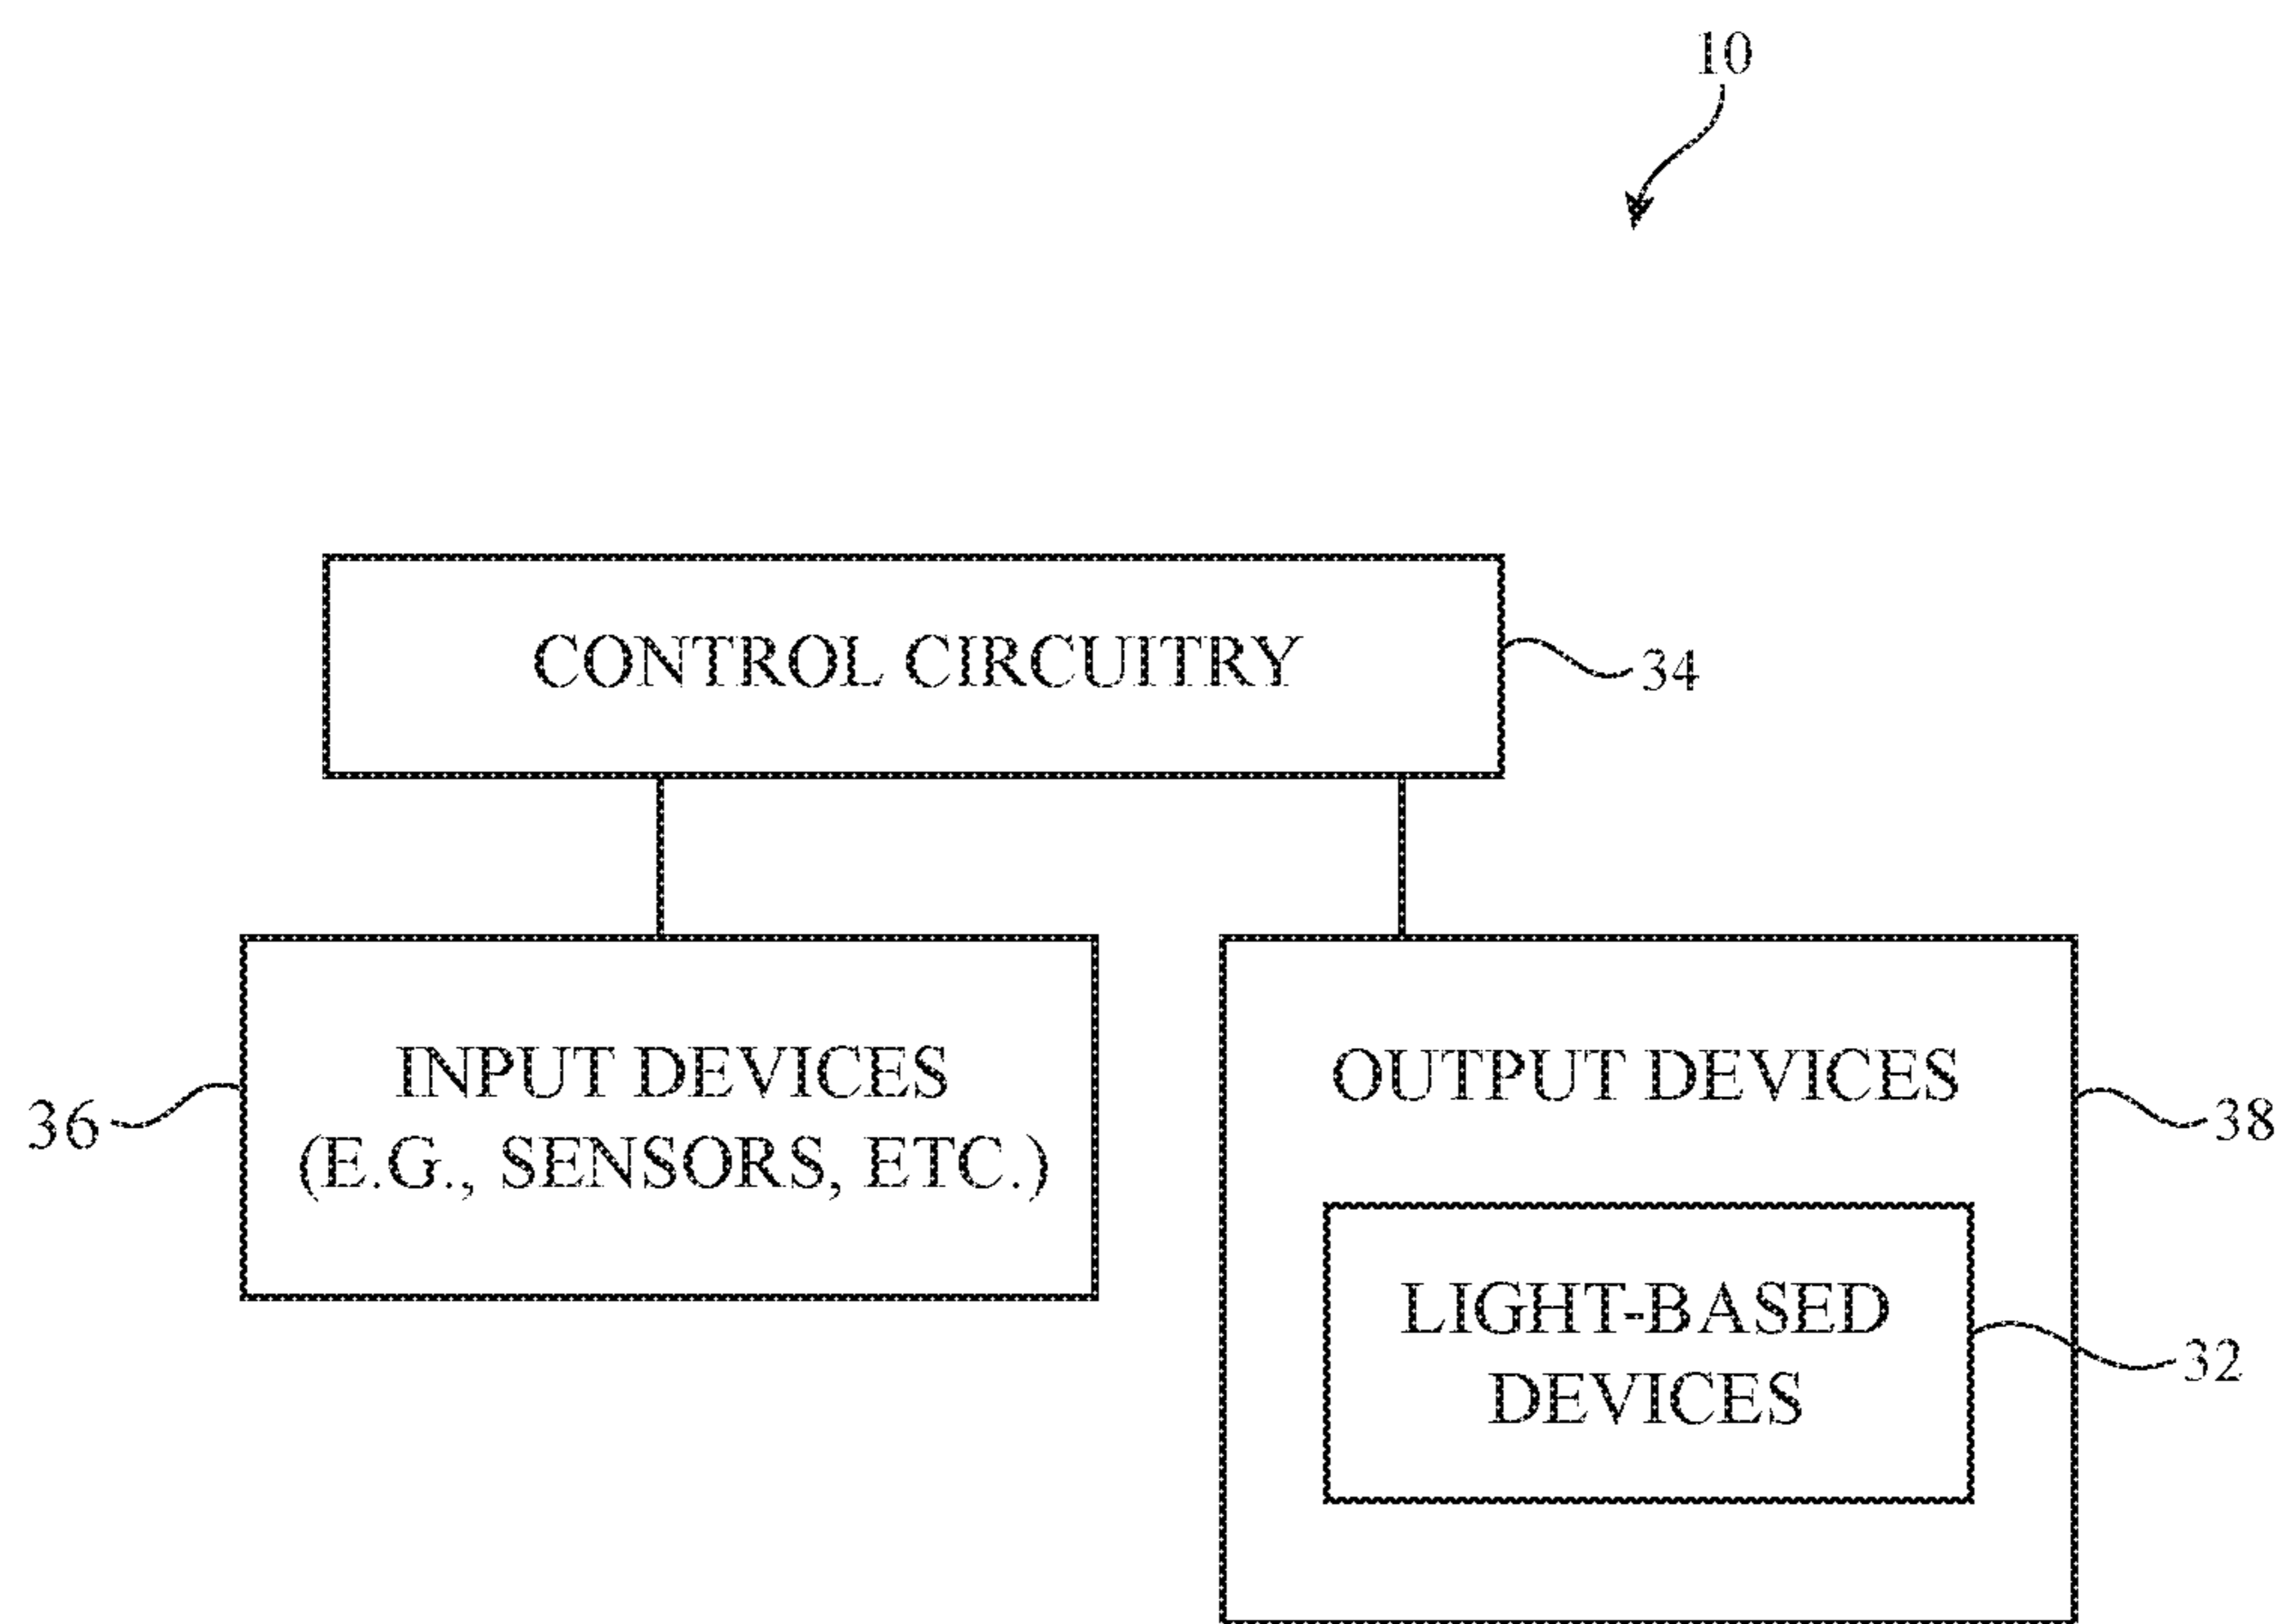 10
CONTROL CIRCUITRY
34
INPUT DEVICES
(E.G., SENSORS, ETC.)
36
OUTPUT DEVICES
38
LIGHT-BASED
DEVICES
32